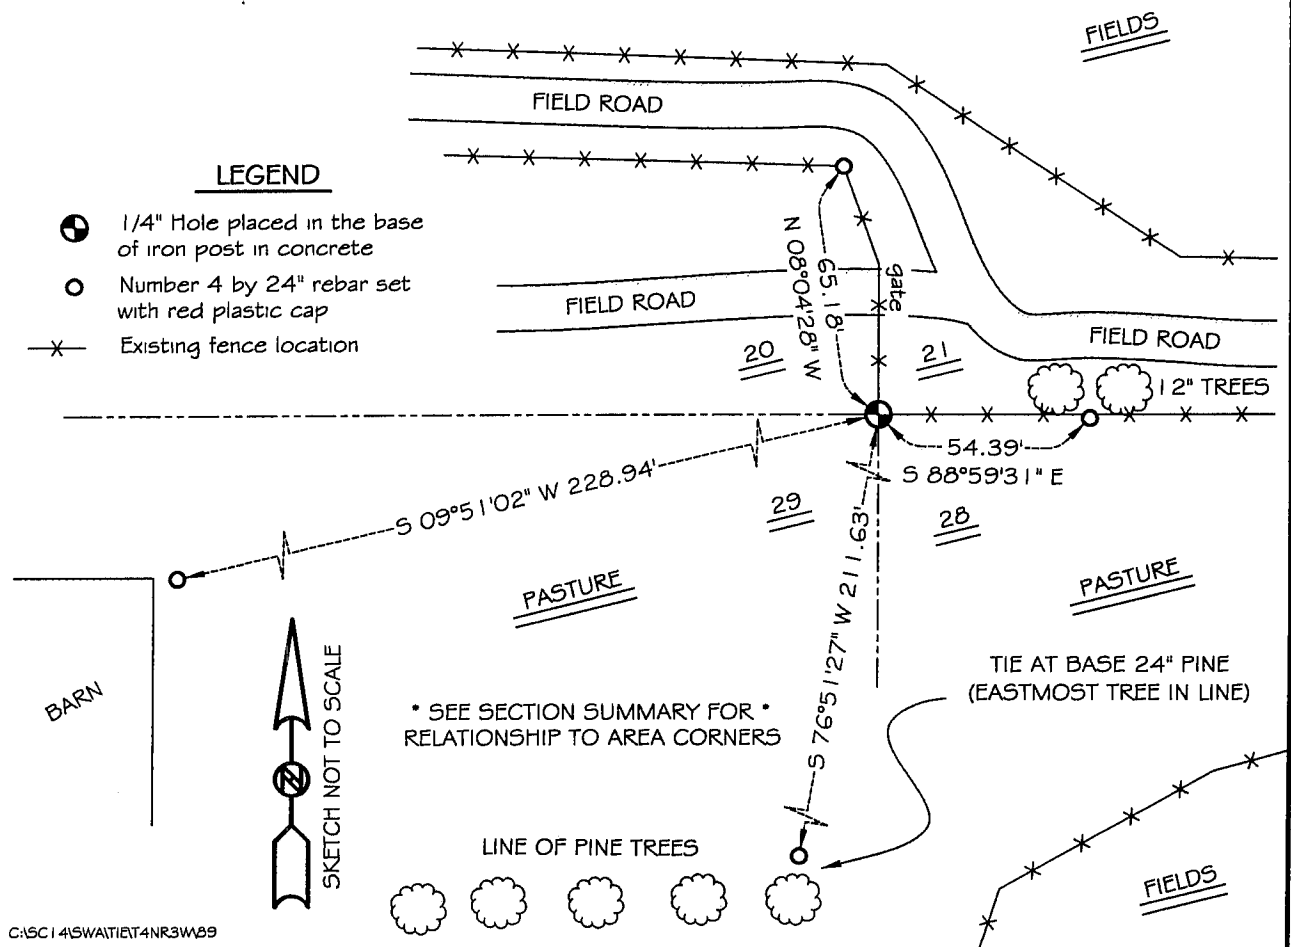 FIELDS
FIELD ROAD
LEGEND
1/4" Hole placed in the base
of iron post in concrete
Number 4 by 24" rebar set
with red plastic cap
Existing fence location
N 08°04'28" W
65.18'
gate
FIELD ROAD
FIELD ROAD
20
21
12" TREES
54.39'
S 88°59'31" E
S 09°51'02" W 228.94'
29
28
S 76°51'27" W 211.63'
PASTURE
PASTURE
BARN
SKETCH NOT TO SCALE
N
TIE AT BASE 24" PINE
(EASTMOST TREE IN LINE)
* SEE SECTION SUMMARY FOR *
RELATIONSHIP TO AREA CORNERS
LINE OF PINE TREES
FIELDS
C:\SC14\SWA\TIE\T4NR3W\89